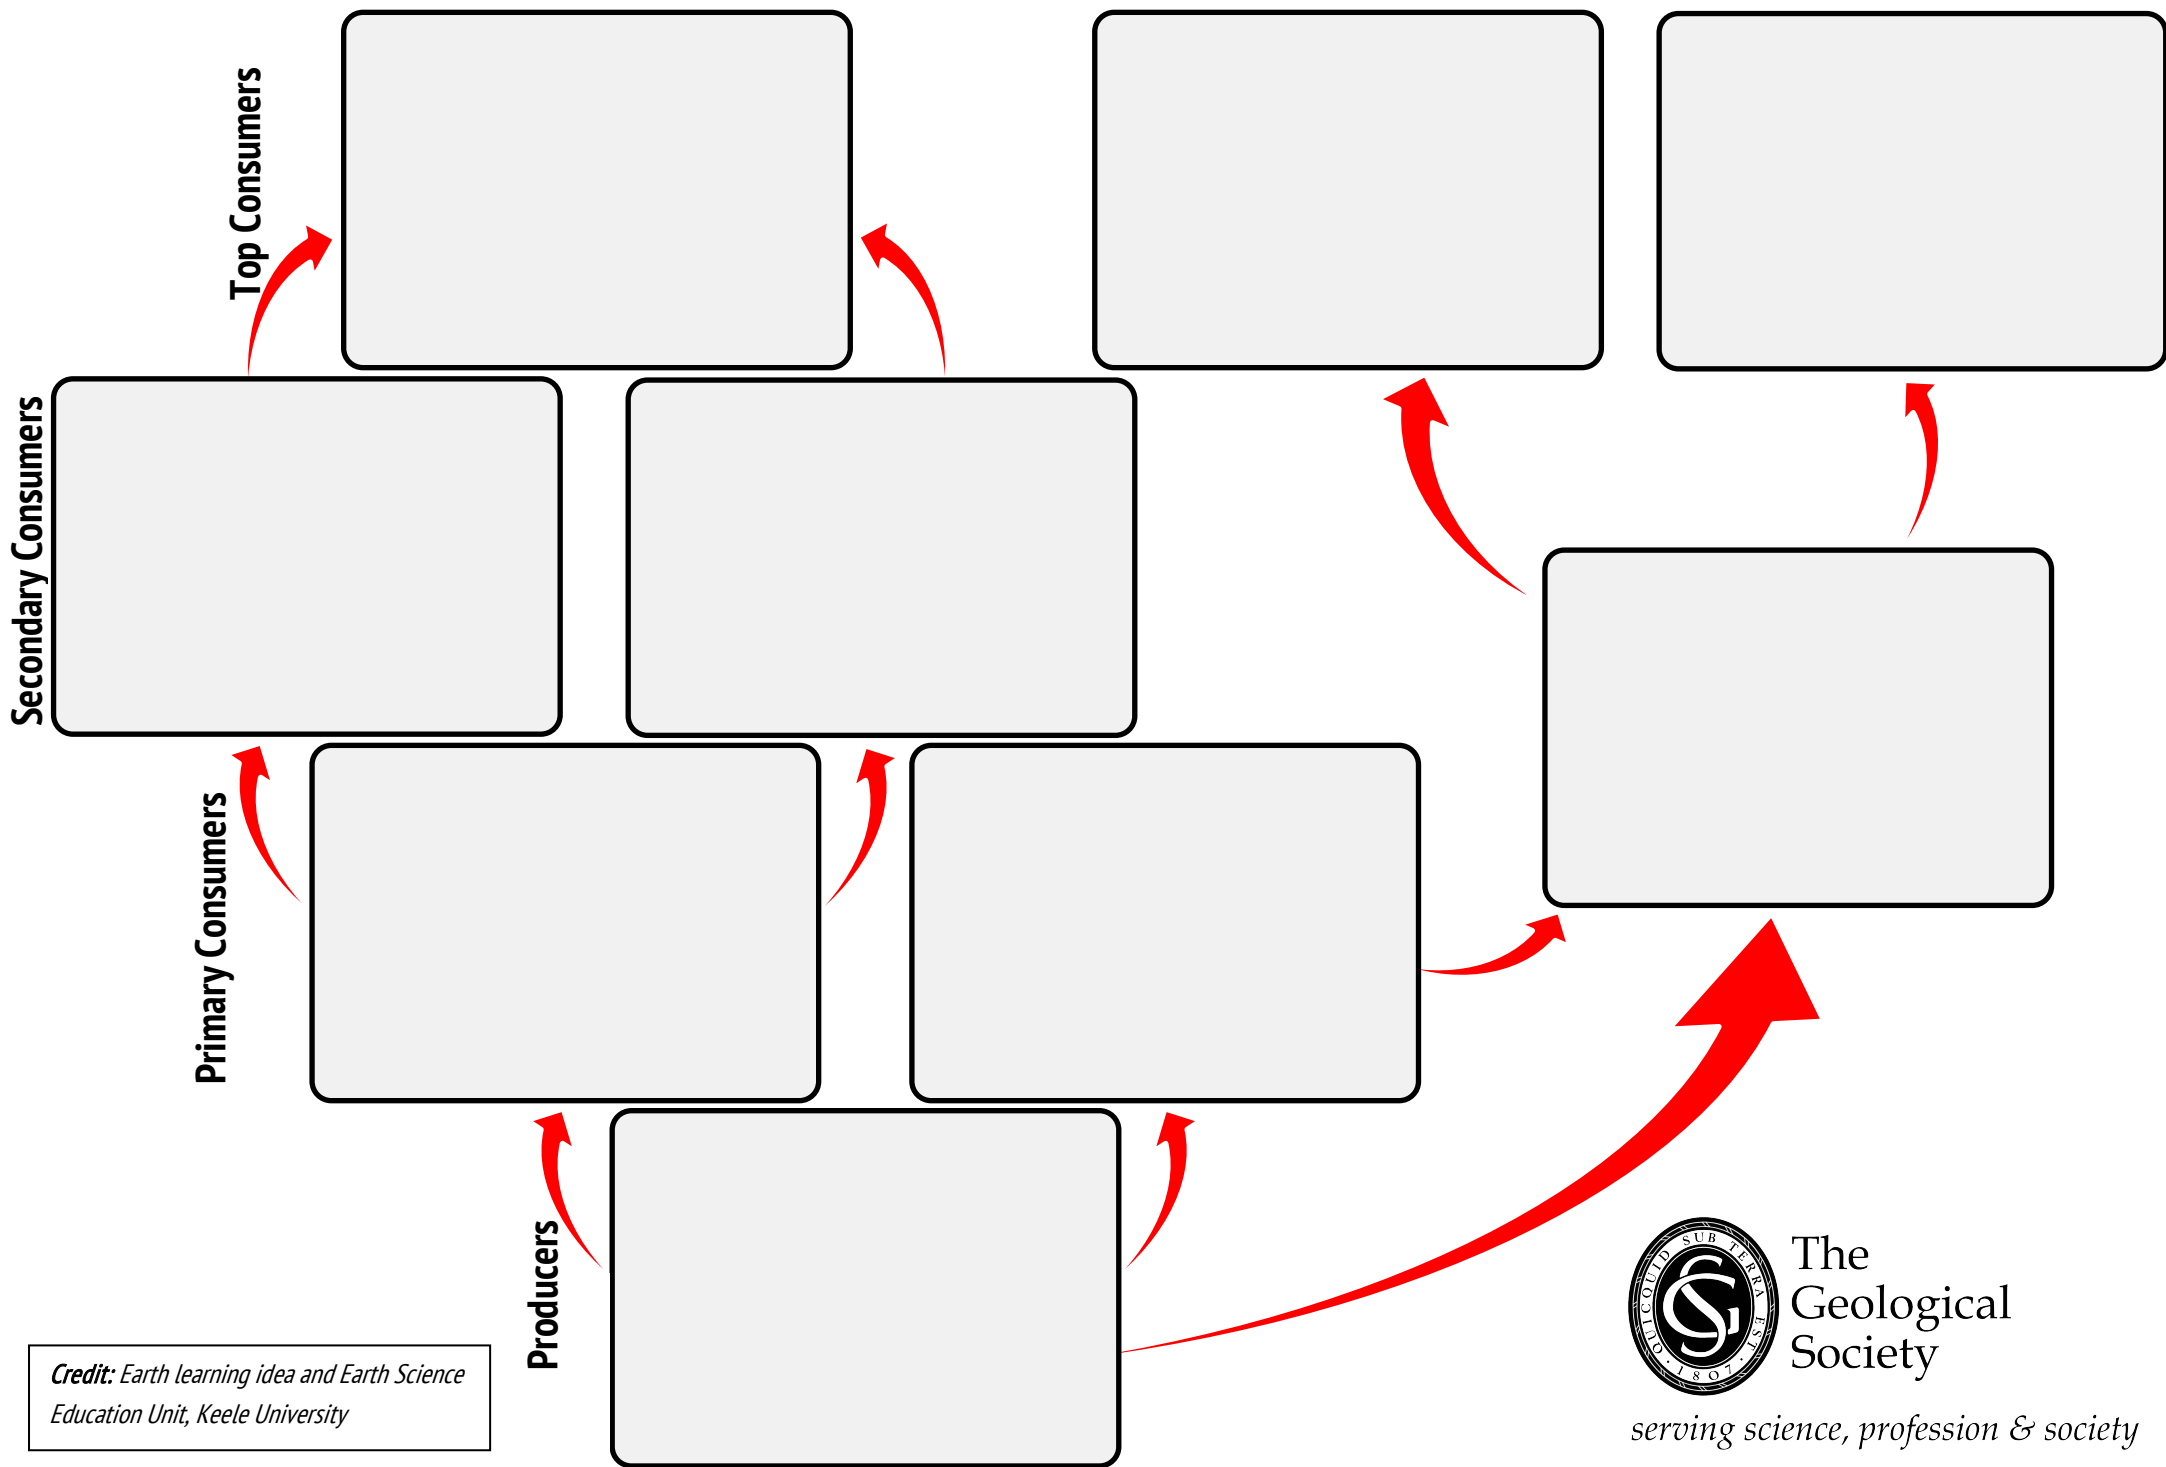 Top Consumers
Secondary Consumers
Primary Consumers
Producers
Credit: Earth learning idea and Earth Science
Education Unit, Keele University
QUICQUID SUB TERRA EST
· 1807 ·
The
Geological
Society
serving science, profession & society